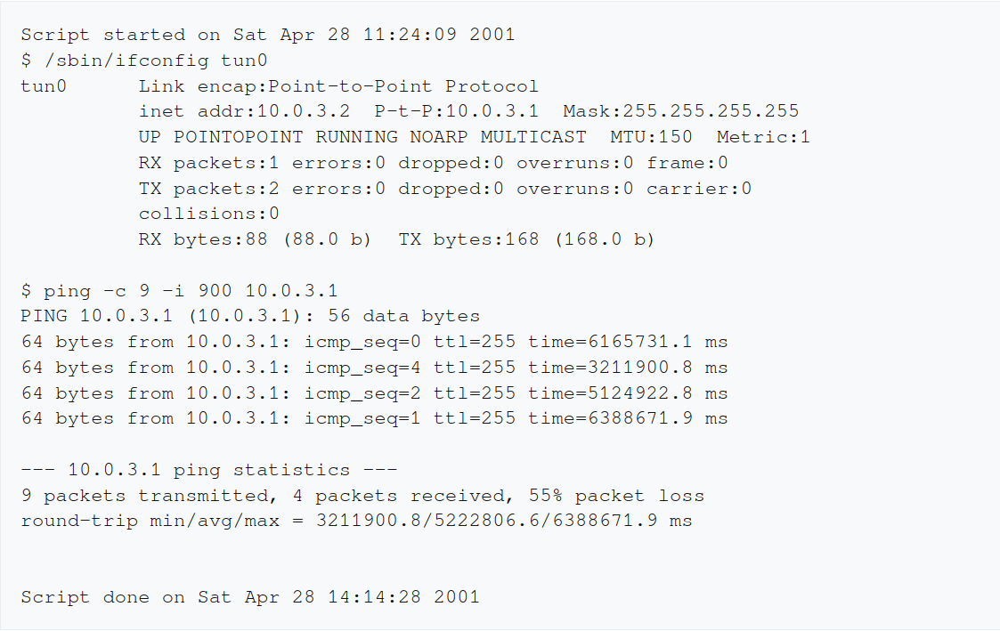 Script started on Sat Apr 28 11:24:09 2001
$ /sbin/ifconfig tun0
tun0      Link encap:Point-to-Point Protocol
          inet addr:10.0.3.2  P-t-P:10.0.3.1  Mask:255.255.255.255
          UP POINTOPOINT RUNNING NOARP MULTICAST  MTU:150  Metric:1
          RX packets:1 errors:0 dropped:0 overruns:0 frame:0
          TX packets:2 errors:0 dropped:0 overruns:0 carrier:0
          collisions:0
          RX bytes:88 (88.0 b)  TX bytes:168 (168.0 b)

$ ping -c 9 -i 900 10.0.3.1
PING 10.0.3.1 (10.0.3.1): 56 data bytes
64 bytes from 10.0.3.1: icmp_seq=0 ttl=255 time=6165731.1 ms
64 bytes from 10.0.3.1: icmp_seq=4 ttl=255 time=3211900.8 ms
64 bytes from 10.0.3.1: icmp_seq=2 ttl=255 time=5124922.8 ms
64 bytes from 10.0.3.1: icmp_seq=1 ttl=255 time=6388671.9 ms

--- 10.0.3.1 ping statistics ---
9 packets transmitted, 4 packets received, 55% packet loss
round-trip min/avg/max = 3211900.8/5222806.6/6388671.9 ms

Script done on Sat Apr 28 14:14:28 2001